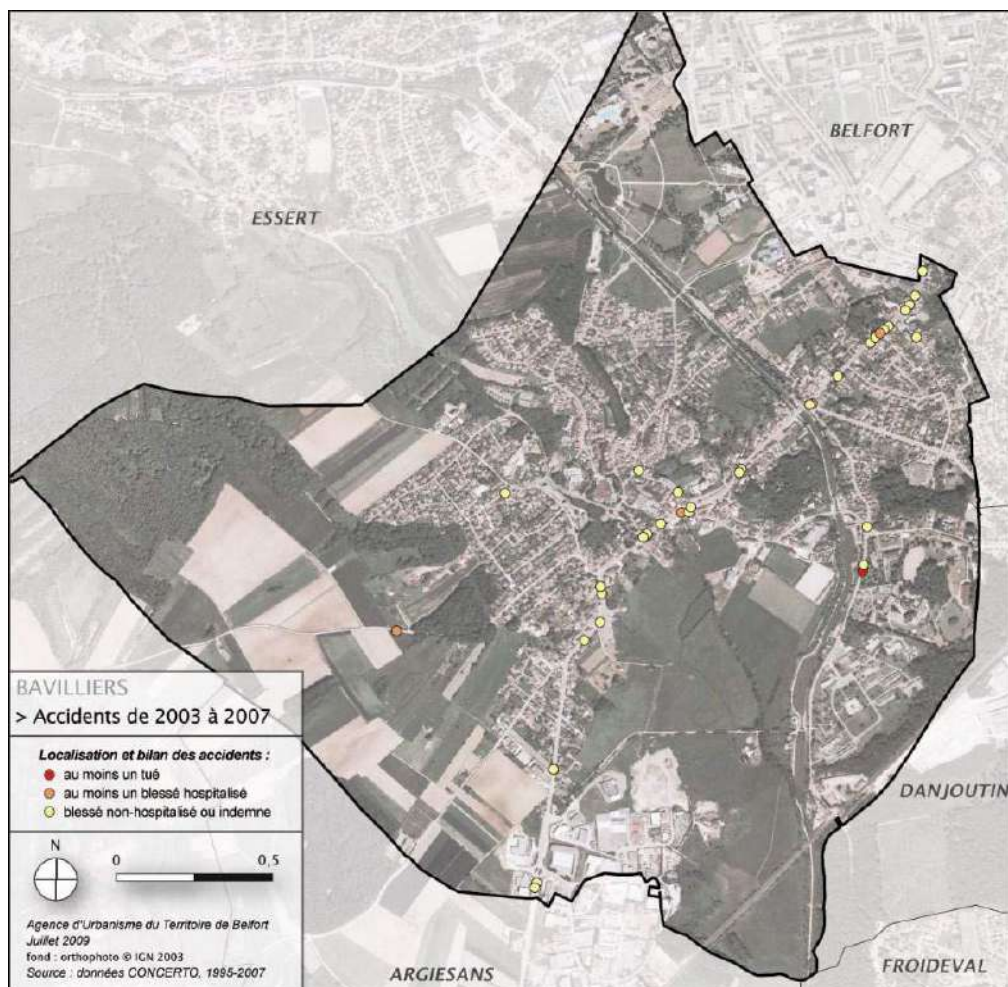 BELFORT
ESSERT
DANJOUTIN
FROIDEVAL
ARGIESANS
BAVILLIERS
> Accidents de 2003 à 2007
Localisation et bilan des accidents :
au moins un tué
au moins un blessé hospitalisé
blessé non-hospitalisé ou indemne
N
0 0,5
Agence d'Urbanisme du Territoire de Belfort
Juillet 2009
fond : orthophoto © IGN 2003
Source : données CONCERTO, 1995-2007